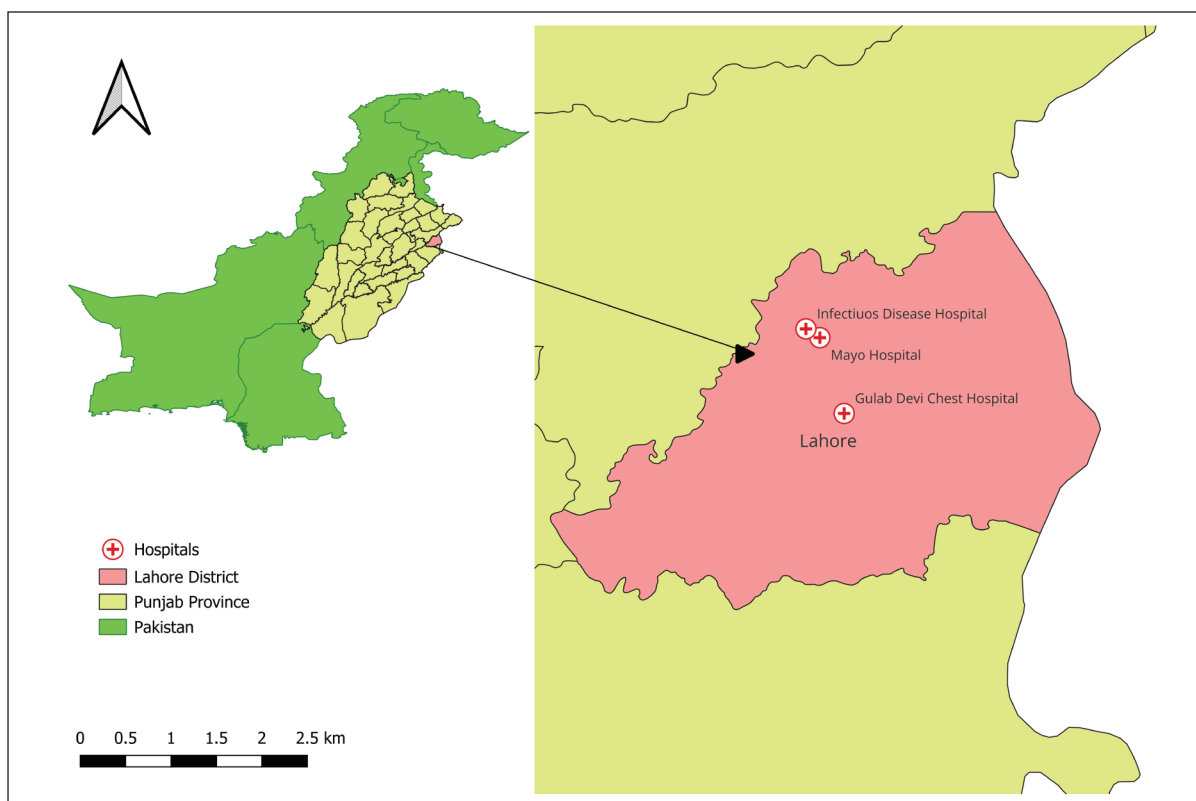 Infectiuos Disease Hospital
Mayo Hospital
Gulab Devi Chest Hospital
Lahore
Hospitals
Lahore District
Punjab Province
Pakistan
0 0.5 1 1.5 2 2.5 km